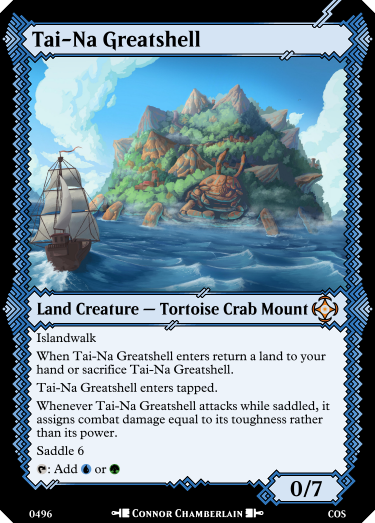 Tai-Na Greatshell
Land Creature — Tortoise Crab Mount
Islandwalk
When Tai-Na Greatshell enters return a land to your
hand or sacrifice Tai-Na Greatshell.
Tai-Na Greatshell enters tapped.
Whenever Tai-Na Greatshell attacks while saddled, it
assigns combat damage equal to its toughness rather
than its power.
Saddle 6
: Add or
0/7
0496
Connor Chamberlain
COS